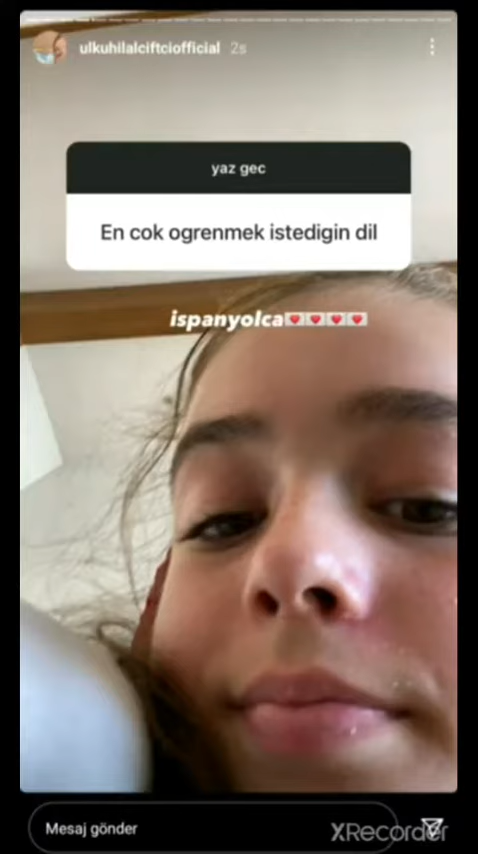 ulkuhilalciftciofficial 2s
yaz gec
En cok ogrenmek istedigin dil
ispanyolca💌💌💌💌
Mesaj gönder
XRecorder